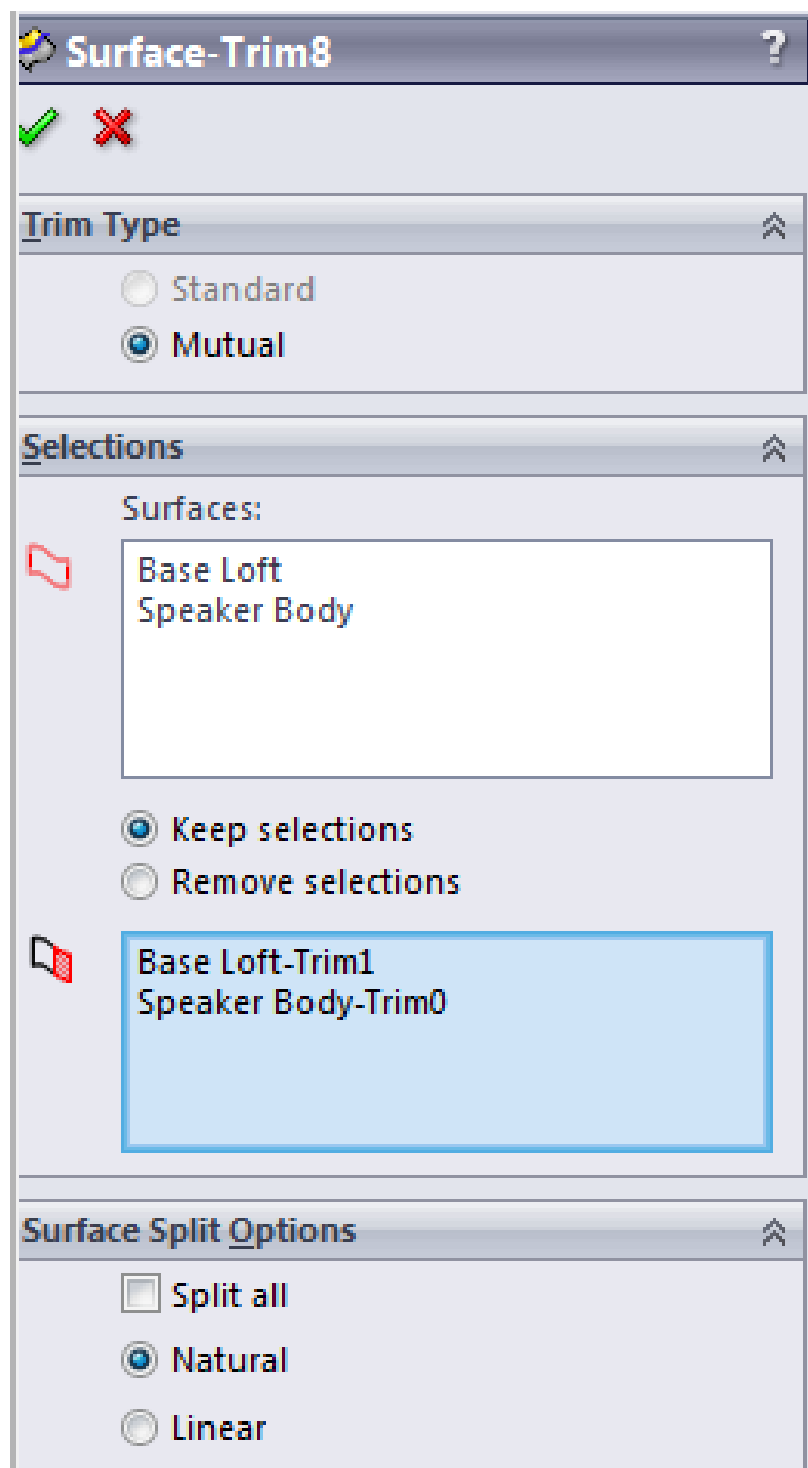 Surface-Trim8 ?
Trim Type
Standard
Mutual
Selections
Surfaces:
Base Loft
Speaker Body
Keep selections
Remove selections
Base Loft-Trim1
Speaker Body-Trim0
Surface Split Options
Split all
Natural
Linear